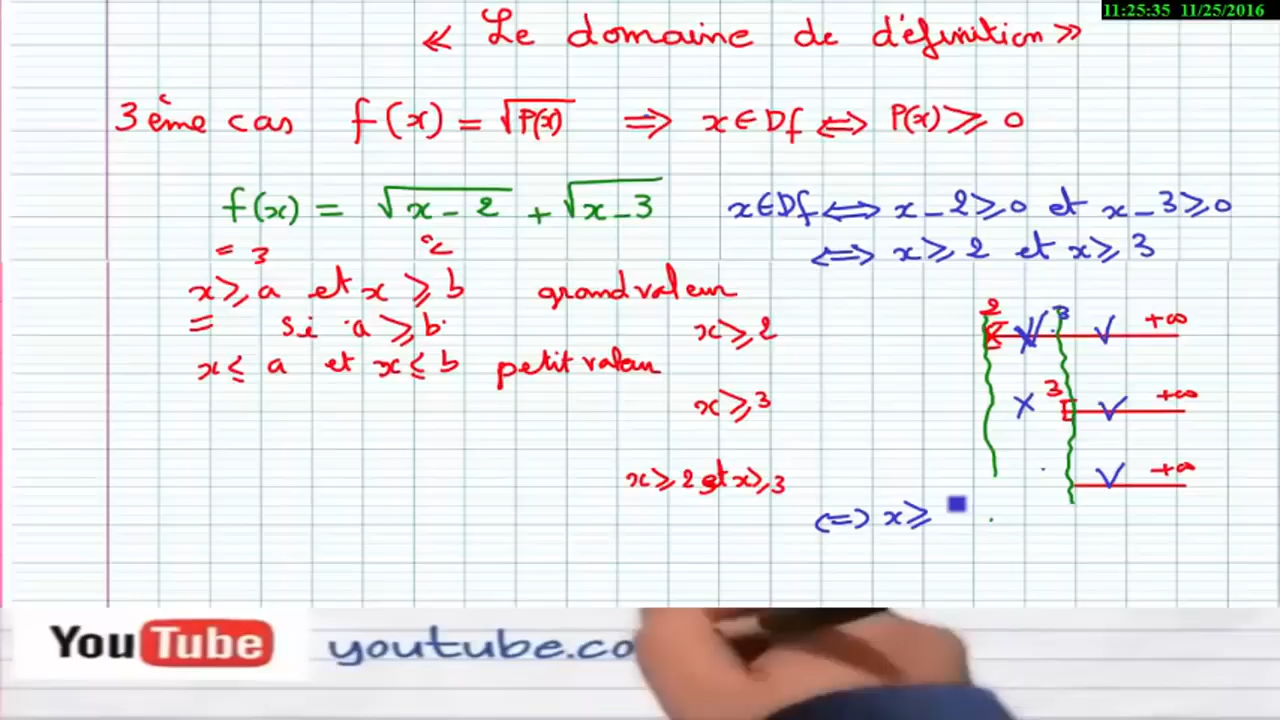 11:25:35 11/25/2016
« Le domaine de définition »
3ème cas f(x) = √P(x) ⇒ x∈Df ⇔ P(x) ≥ 0
f(x) = √x-2 + √x-3 x∈Df ⇔ x-2≥0 et x-3≥0
= 3 ⇔ x≥2 et x≥3
x≥a et x≥b grand valeur
= si a≥b
x≤a et x≤b petit valeur
x≥2 2 3 +∞
x≥3 3 +∞
x≥2 et x≥3 +∞
⇔ x≥
YouTube youtube.co